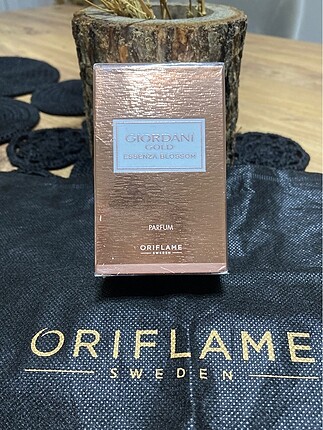 GIORDANI
GOLD
ESSENZA BLOSSOM
PARFUM
ORIFLAME
SWEDEN
ORIFLAME
SWEDEN